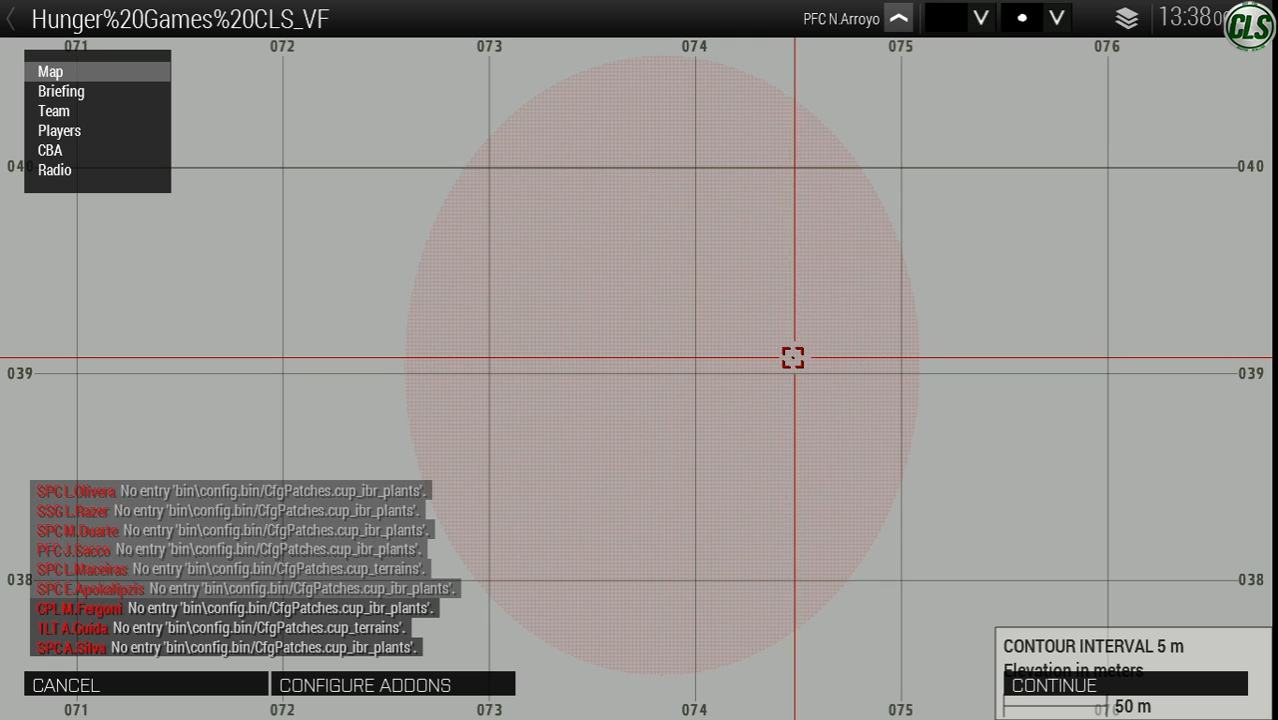 Hunger%20Games%20CLS_VF
PFC N.Arroyo
13:38
CLS
071 072 073 074 075 076
Map
Briefing
Team
Players
CBA
Radio
040 040
039 039
038 038
SPC L.Olivera No entry 'bin\config.bin/CfgPatches.cup_ibr_plants'.
SSG L.Razer No entry 'bin\config.bin/CfgPatches.cup_ibr_plants'.
SPC M.Duarte No entry 'bin\config.bin/CfgPatches.cup_ibr_plants'.
PFC J.Sacco No entry 'bin\config.bin/CfgPatches.cup_ibr_plants'.
SPC L.Maceiras No entry 'bin\config.bin/CfgPatches.cup_terrains'.
SPC E.Apokalipzis No entry 'bin\config.bin/CfgPatches.cup_ibr_plants'.
CPL M.Fergoni No entry 'bin\config.bin/CfgPatches.cup_ibr_plants'.
1LT A.Guida No entry 'bin\config.bin/CfgPatches.cup_terrains'.
SPC A.Silva No entry 'bin\config.bin/CfgPatches.cup_ibr_plants'.
CONTOUR INTERVAL 5 m
Elevation in meters
CANCEL
CONFIGURE ADDONS
CONTINUE
50 m
071 072 073 074 075 076